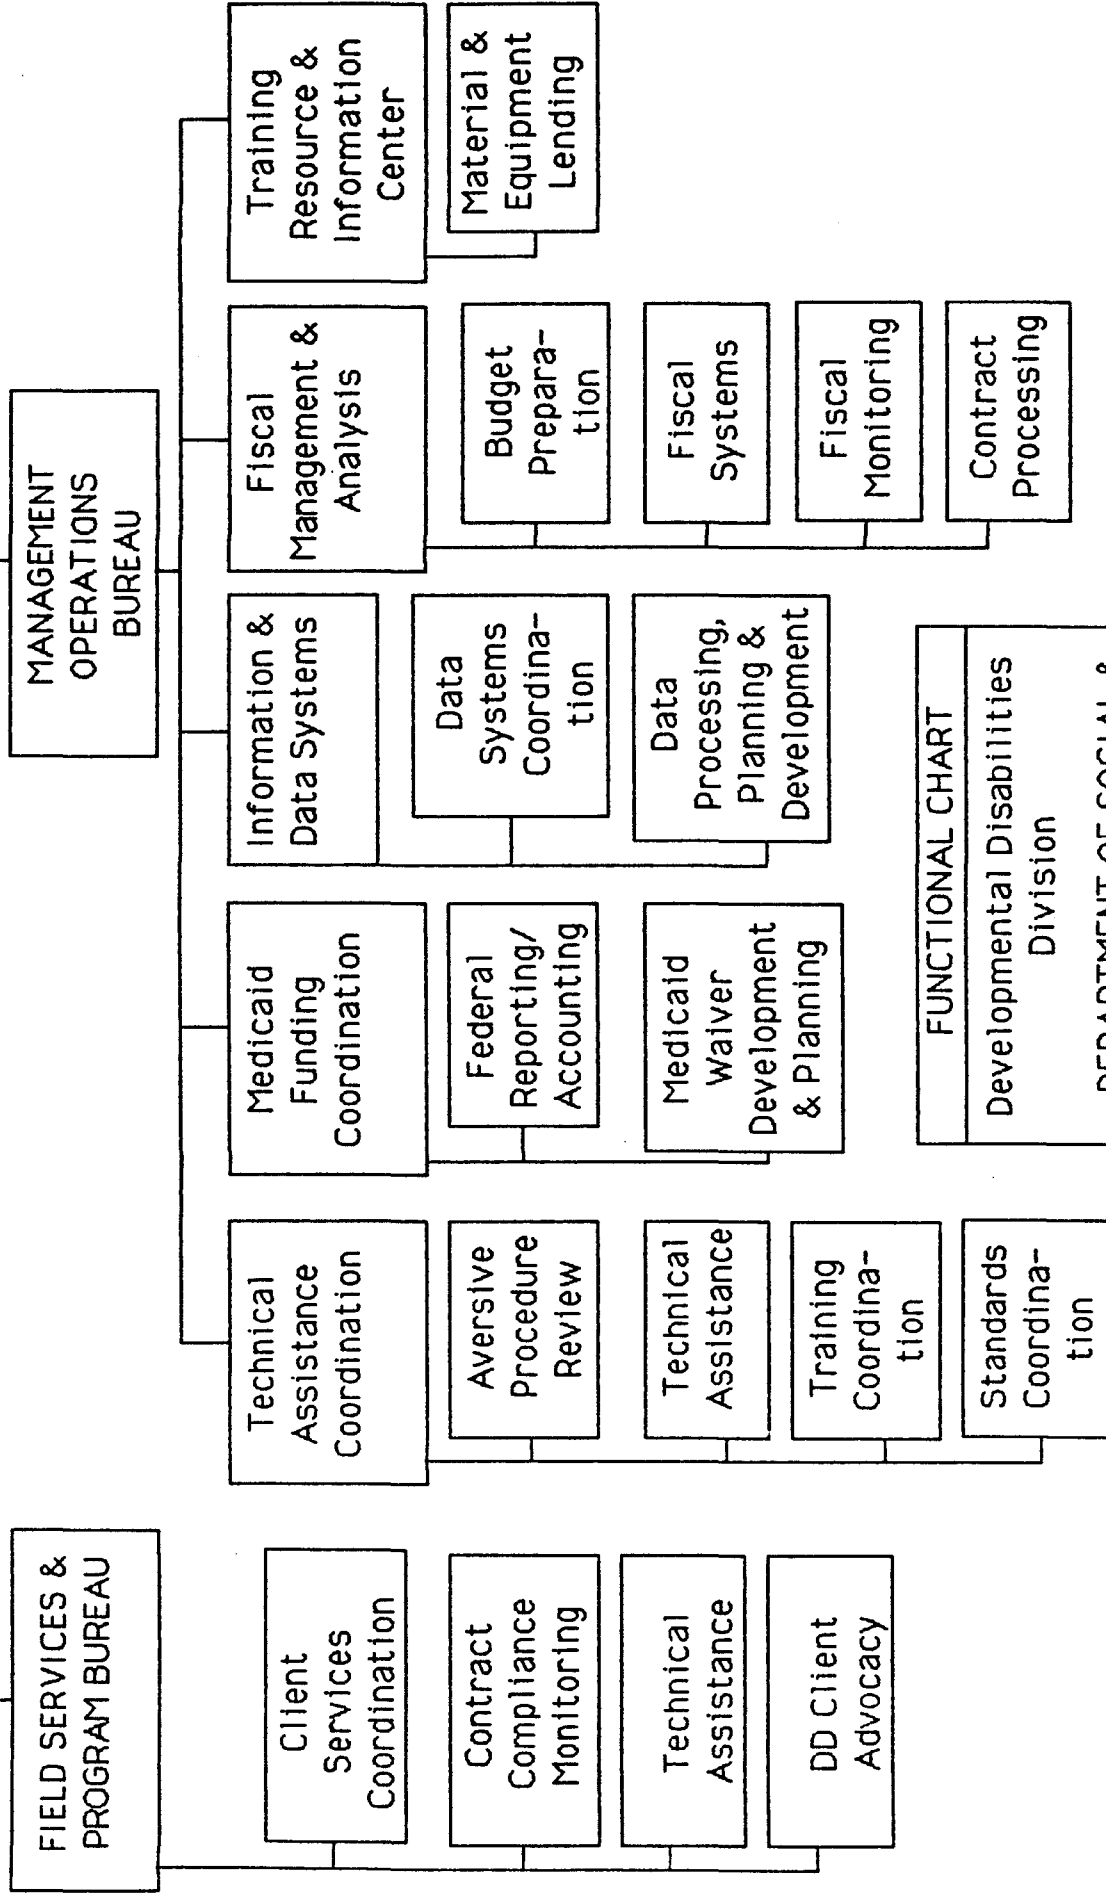 FIELD SERVICES &
PROGRAM BUREAU
Client
Services
Coordination
Contract
Compliance
Monitoring
Technical
Assistance
DD Client
Advocacy
MANAGEMENT
OPERATIONS
BUREAU
Technical
Assistance
Coordination
Aversive
Procedure
Review
Technical
Assistance
Training
Coordina-
tion
Standards
Coordina-
tion
Medicaid
Funding
Coordination
Federal
Reporting/
Accounting
Medicaid
Waiver
Development
& Planning
Information &
Data Systems
Data
Systems
Coordina-
tion
Data
Processing,
Planning &
Development
Fiscal
Management &
Analysis
Budget
Prepara-
tion
Fiscal
Systems
Fiscal
Monitoring
Contract
Processing
Training
Resource &
Information
Center
Material &
Equipment
Lending
FUNCTIONAL CHART
Developmental Disabilities
Division
DEPARTMENT OF SOCIAL &